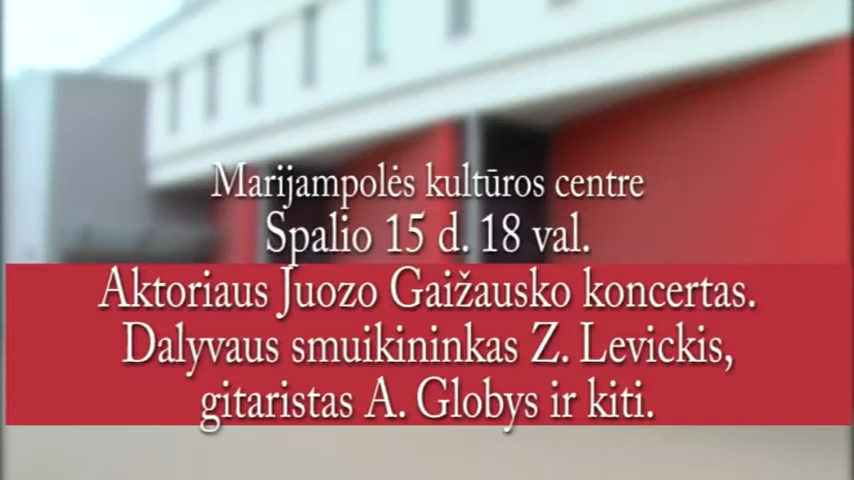 Marijampolės kultūros centre
Spalio 15 d. 18 val.
Aktoriaus Juozo Gaižausko koncertas.
Dalyvaus smuikininkas Z. Levickis,
gitaristas A. Globys ir kiti.